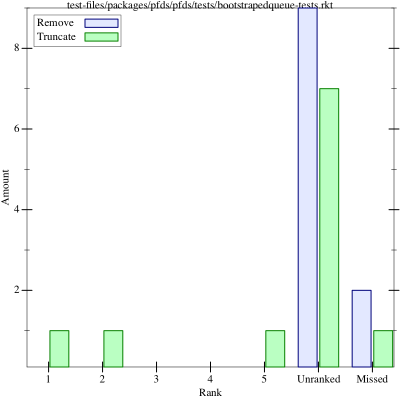 test-files/packages/pfds/pfds/tests/bootstrapedqueue-tests.rkt
Remove
Truncate
8
6
4
2
Amount
1 2 3 4 5 Unranked Missed
Rank